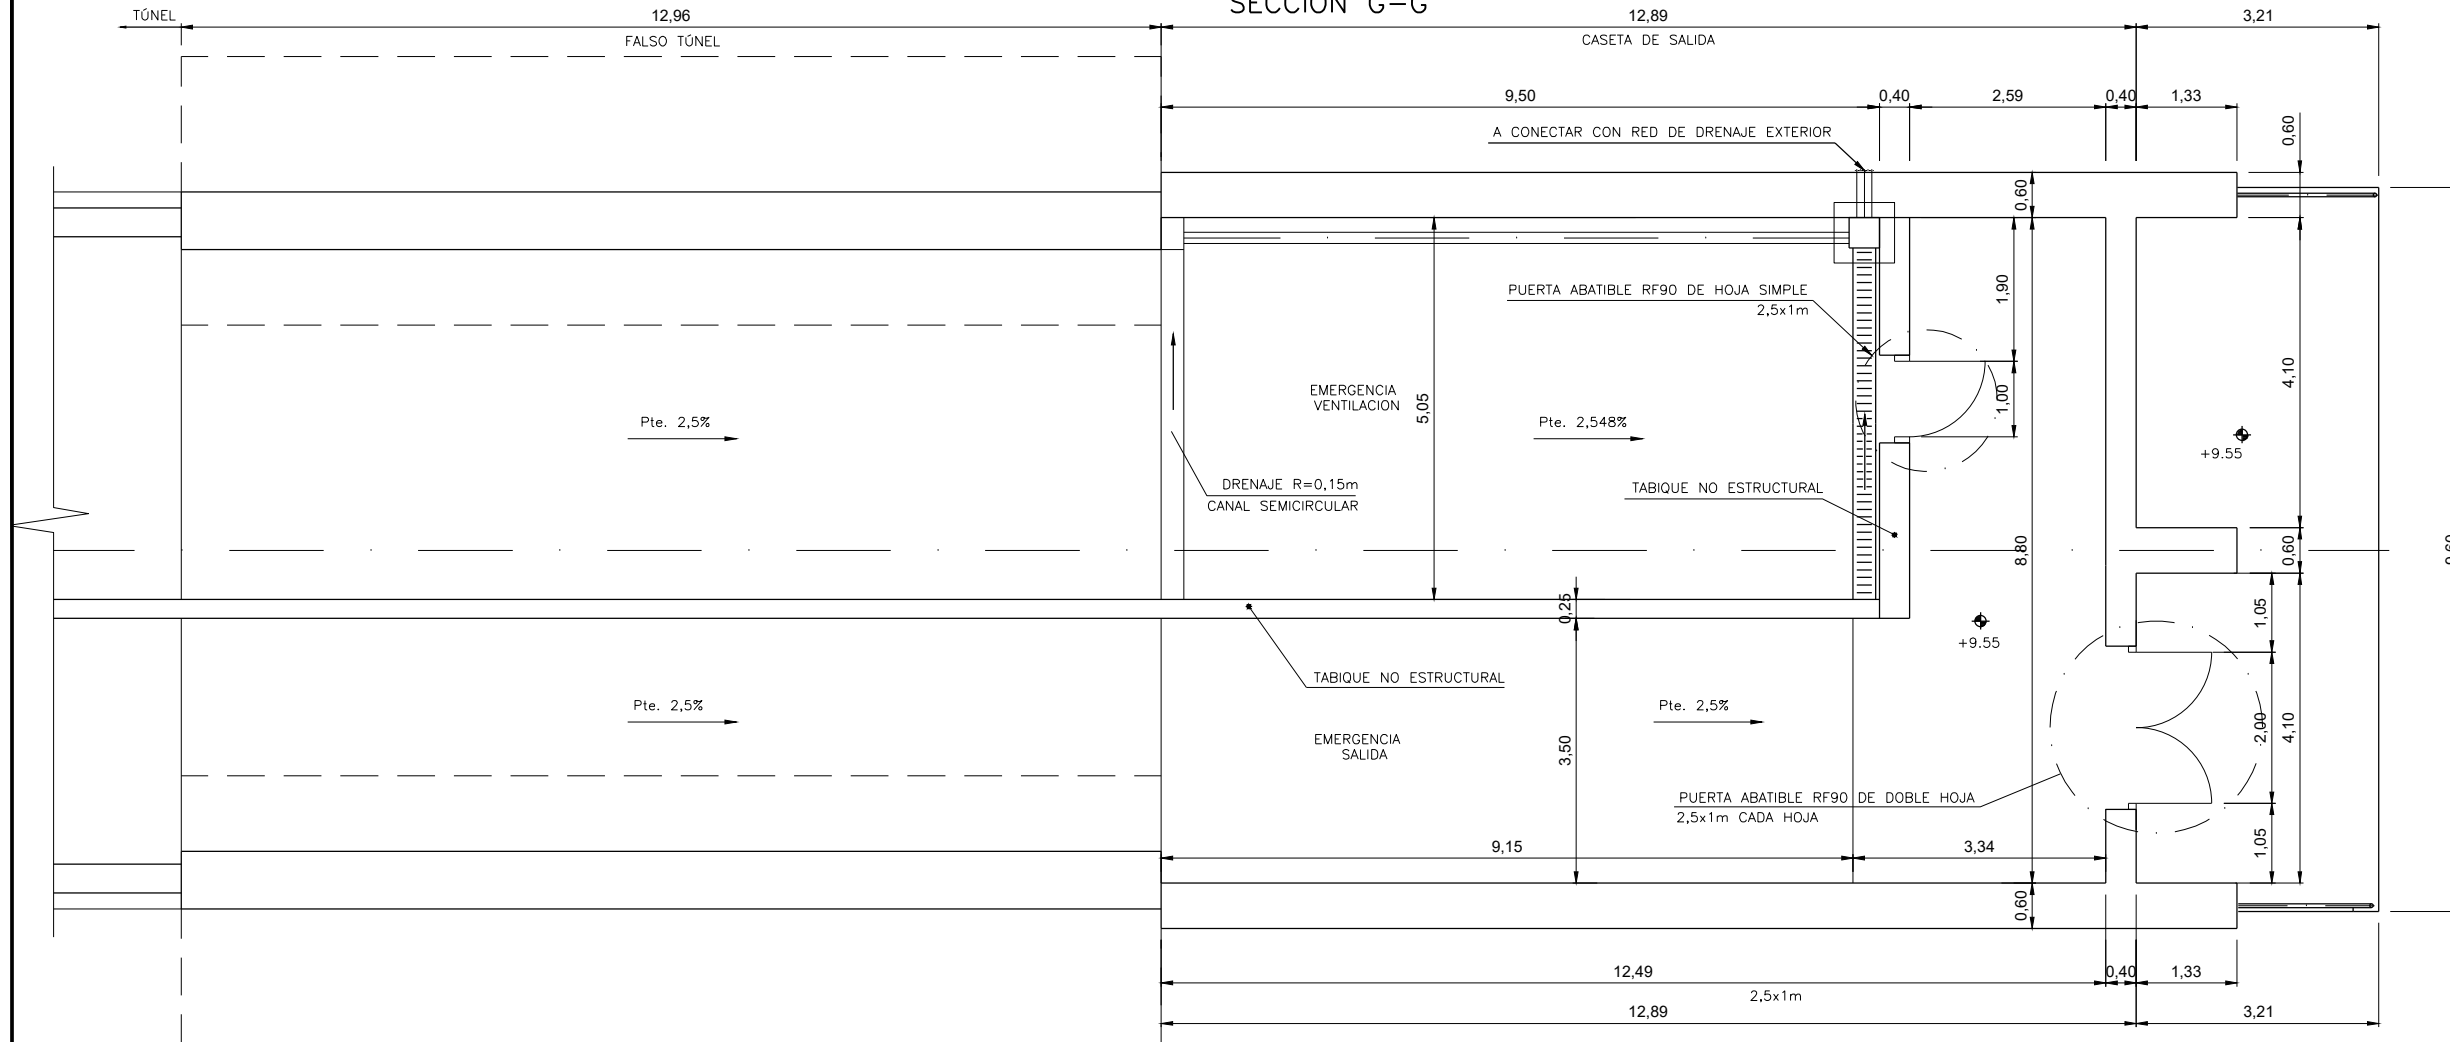 SECCION G-G
TÚNEL
12,96
12,89
3,21
FALSO TÚNEL
CASETA DE SALIDA
9,50
0,40
2,59
0,40
1,33
0,60
A CONECTAR CON RED DE DRENAJE EXTERIOR
0,60
PUERTA ABATIBLE RF90 DE HOJA SIMPLE
2,5x1m
1,90
4,10
EMERGENCIA
VENTILACION
5,05
1,00
Pte. 2,5%
Pte. 2,548%
+9.55
DRENAJE R=0,15m
CANAL SEMICIRCULAR
TABIQUE NO ESTRUCTURAL
8,80
0,60
0,25
1,05
+9.55
TABIQUE NO ESTRUCTURAL
Pte. 2,5%
Pte. 2,5%
EMERGENCIA
SALIDA
3,50
2,00
4,10
PUERTA ABATIBLE RF90 DE DOBLE HOJA
2,5x1m CADA HOJA
9,15
3,34
1,05
0,60
12,49
0,40
1,33
2,5x1m
12,89
3,21